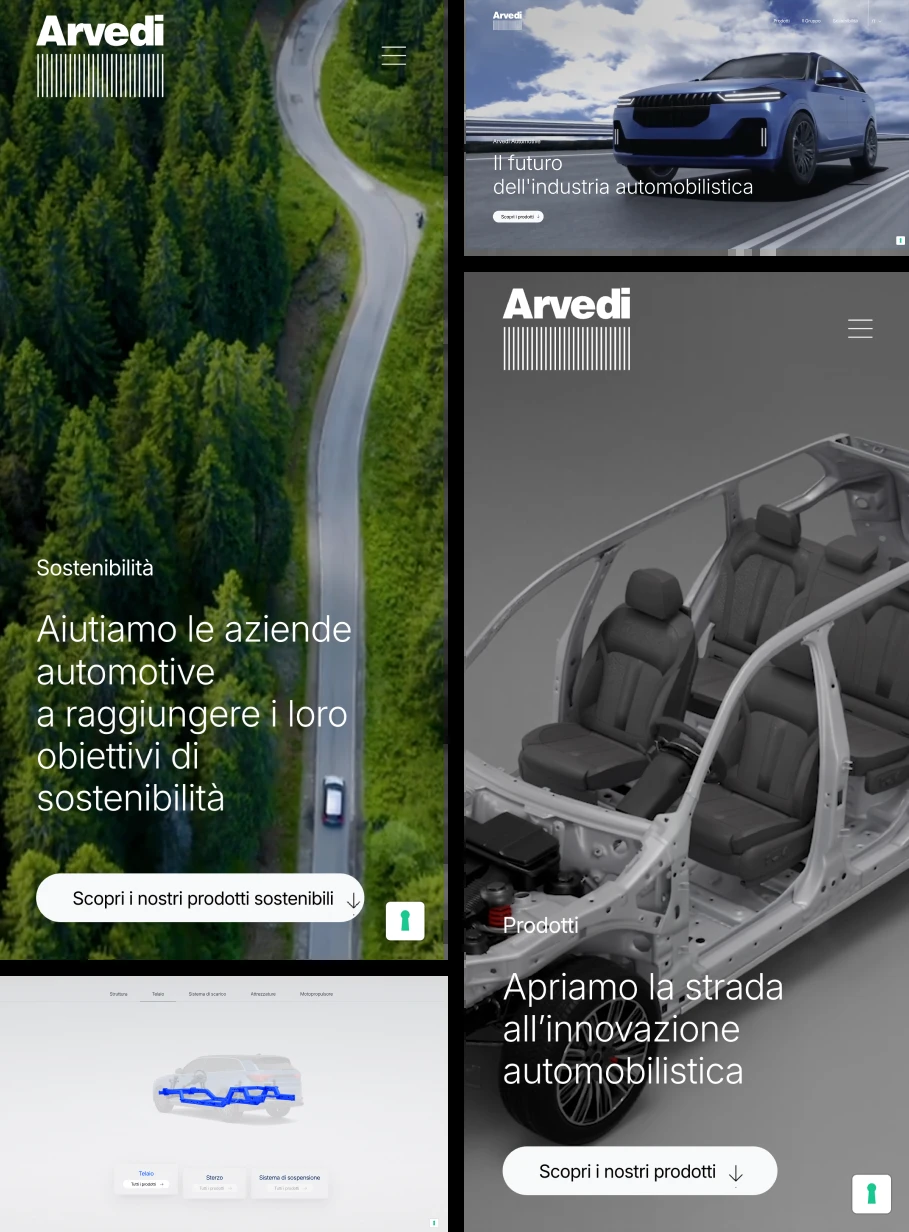 Arvedi
Sostenibilità
Aiutiamo le aziende
automotive
a raggiungere i loro
obiettivi di
sostenibilità
Scopri i nostri prodotti sostenibili
Arvedi
Prodotti
Il Gruppo
Arvedi Automotive
Il futuro
dell'industria automobilistica
Scopri i prodotti
Arvedi
Prodotti
Apriamo la strada
all’innovazione
automobilistica
Scopri i nostri prodotti
Struttura
Telaio
Sistema di scarico
Attrezzature
Motopropulsore
Telaio
Tutti i prodotti
Sterzo
Tutti i prodotti
Sistema di sospensione
Tutti i prodotti